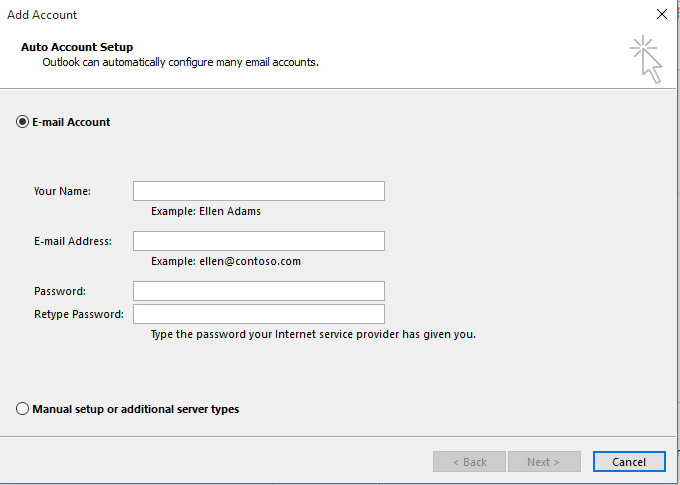 Add Account
Auto Account Setup
Outlook can automatically configure many email accounts.
E-mail Account
Your Name:
Example: Ellen Adams
E-mail Address:
Example: ellen@contoso.com
Password:
Retype Password:
Type the password your Internet service provider has given you.
Manual setup or additional server types
< Back Next > Cancel